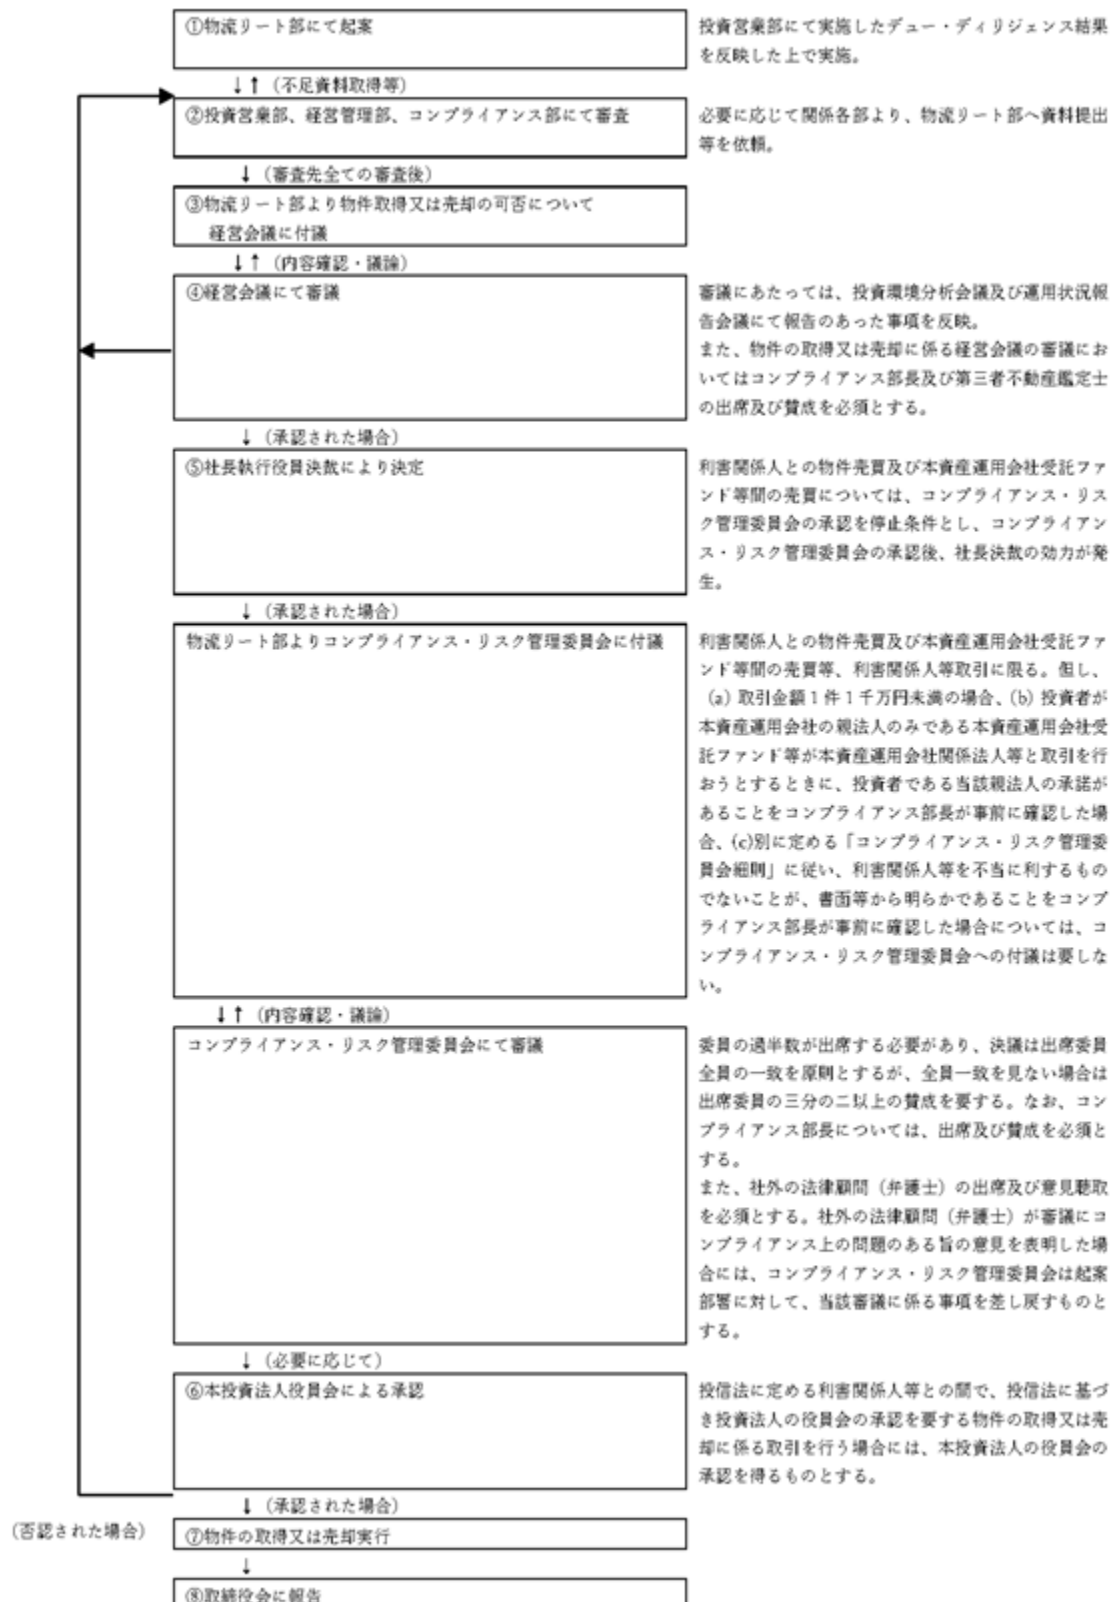 ①物流リート部にて起案
投資営業部にて実施したデュー・ディリジェンス結果
を反映した上で実施。
↓↑（不足資料取得等）
②投資営業部、経営管理部、コンプライアンス部にて審査
必要に応じて関係各部より、物流リート部へ資料提出
等を依頼。
↓（審査先全ての審査後）
③物流リート部より物件取得又は売却の可否について
経営会議に付議
↓↑（内容確認・議論）
④経営会議にて審議
審議にあたっては、投資環境分析会議及び運用状況報
告会議にて報告のあった事項を反映。
また、物件の取得又は売却に係る経営会議の審議にお
いてはコンプライアンス部長及び第三者不動産鑑定士
の出席及び賛成を必須とする。
↓（承認された場合）
⑤社長執行役員決裁により決定
利害関係人との物件売買及び本資産運用会社受託ファ
ンド等間の売買については、コンプライアンス・リス
ク管理委員会の承認を停止条件とし、コンプライアン
ス・リスク管理委員会の承認後、社長決裁の効力が発
生。
↓（承認された場合）
物流リート部よりコンプライアンス・リスク管理委員会に付議
利害関係人との物件売買及び本資産運用会社受託ファ
ンド等間の売買等、利害関係人等取引に限る。但し、
（a）取引金額1件1千万円未満の場合、（b）投資者が
本資産運用会社の親法人のみである本資産運用会社受
託ファンド等が本資産運用会社関係法人等と取引を行
おうとするときに、投資者である当該親法人の承諾が
あることをコンプライアンス部長が事前に確認した場
合、(c)別に定める「コンプライアンス・リスク管理委
員会細則」に従い、利害関係人等を不当に利するもの
でないことが、書面等から明らかであることをコンプ
ライアンス部長が事前に確認した場合については、コ
ンプライアンス・リスク管理委員会への付議は要しな
い。
↓↑（内容確認・議論）
コンプライアンス・リスク管理委員会にて審議
委員の過半数が出席する必要があり、決議は出席委員
全員の一致を原則とするが、全員一致を見ない場合は
出席委員の三分の二以上の賛成を要する。なお、コン
プライアンス部長については、出席及び賛成を必須と
する。
また、社外の法律顧問（弁護士）の出席及び意見聴取
を必須とする。社外の法律顧問（弁護士）が審議にコ
ンプライアンス上の問題のある旨の意見を表明した場
合には、コンプライアンス・リスク管理委員会は起案
部署に対して、当該審議に係る事項を差し戻すものと
する。
↓（必要に応じて）
⑥本投資法人役員会による承認
投信法に定める利害関係人等との間で、投信法に基づ
き投資法人の役員会の承認を要する物件の取得又は売
却に係る取引を行う場合には、本投資法人の役員会の
承認を得るものとする。
↓（承認された場合）
（否認された場合）
⑦物件の取得又は売却実行
↓
⑧取締役会に報告